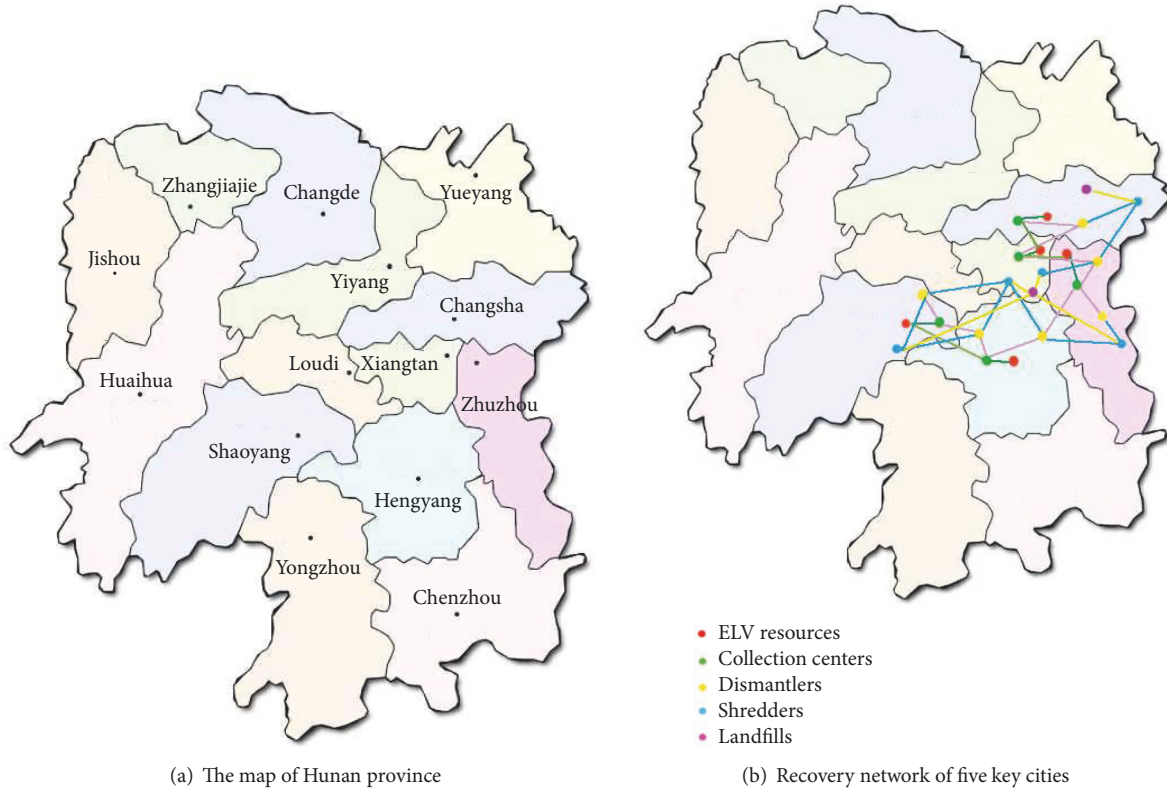 Zhangjiajie
Changde
Yueyang
Jishou
Yiyang
Changsha
Loudi
Xiangtan
Huaihua
Zhuzhou
Shaoyang
Hengyang
Yongzhou
Chenzhou
ELV resources
Collection centers
Dismantlers
Shredders
Landfills
(a) The map of Hunan province
(b) Recovery network of five key cities